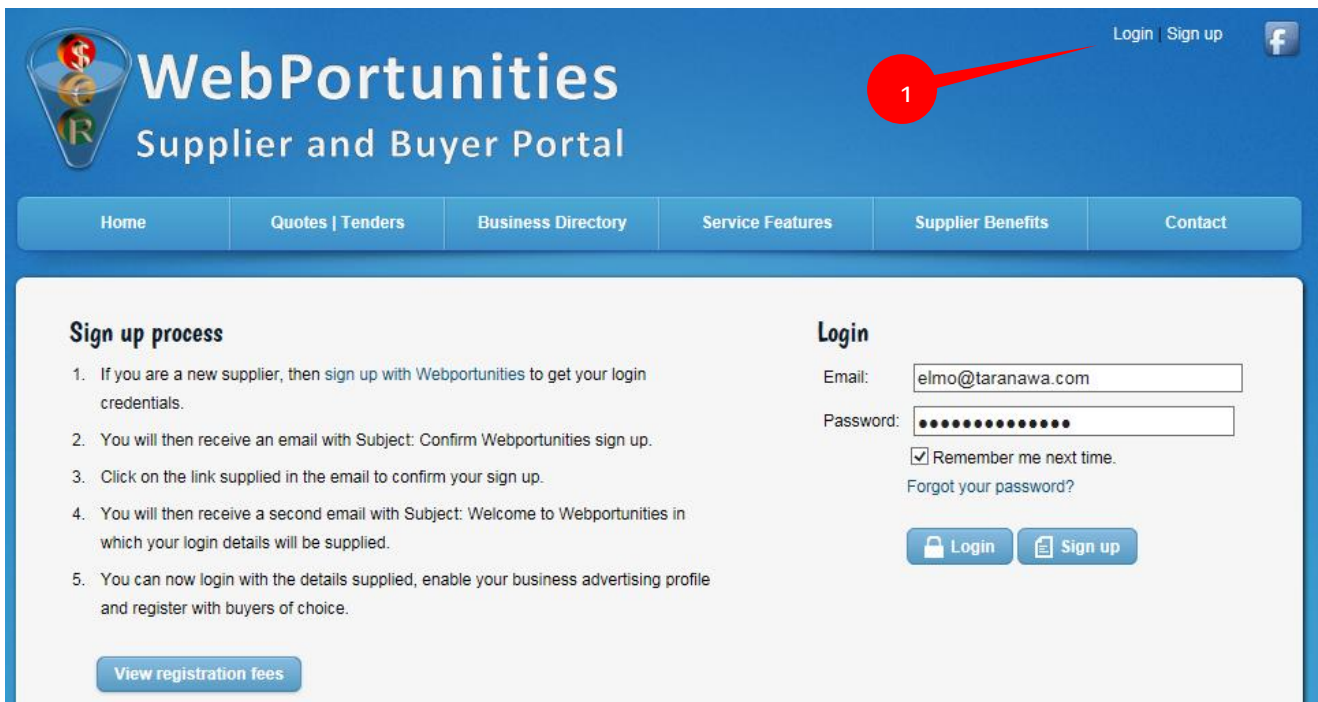 Login | Sign up
f
$
€
R
WebPortunities
Supplier and Buyer Portal
1
Home
Quotes | Tenders
Business Directory
Service Features
Supplier Benefits
Contact
Sign up process
1. If you are a new supplier, then sign up with Webportunities to get your login
credentials.
2. You will then receive an email with Subject: Confirm Webportunities sign up.
3. Click on the link supplied in the email to confirm your sign up.
4. You will then receive a second email with Subject: Welcome to Webportunities in
which your login details will be supplied.
5. You can now login with the details supplied, enable your business advertising profile
and register with buyers of choice.
View registration fees
Login
Email: elmo@taranawa.com
Password: ●●●●●●●●●●●●●●
Remember me next time.
Forgot your password?
Login
Sign up